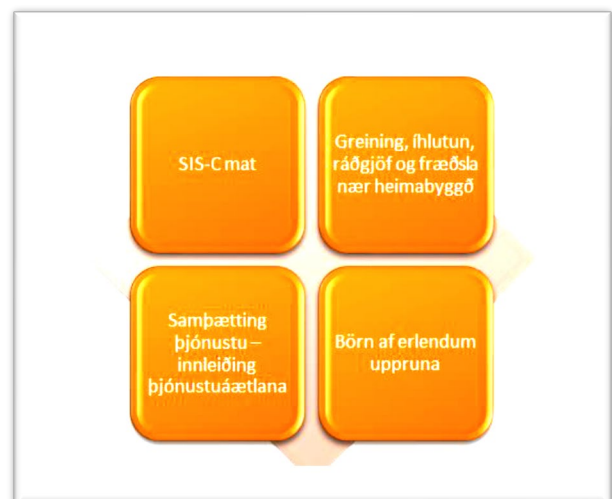 SIS-C mat
Greining, íhlutun,
ráðgjöf og fræðsla
nær heimabyggð
Samþætting
þjónustu –
innleiðing
þjónustuáætlana
Börn af erlendum
uppruna